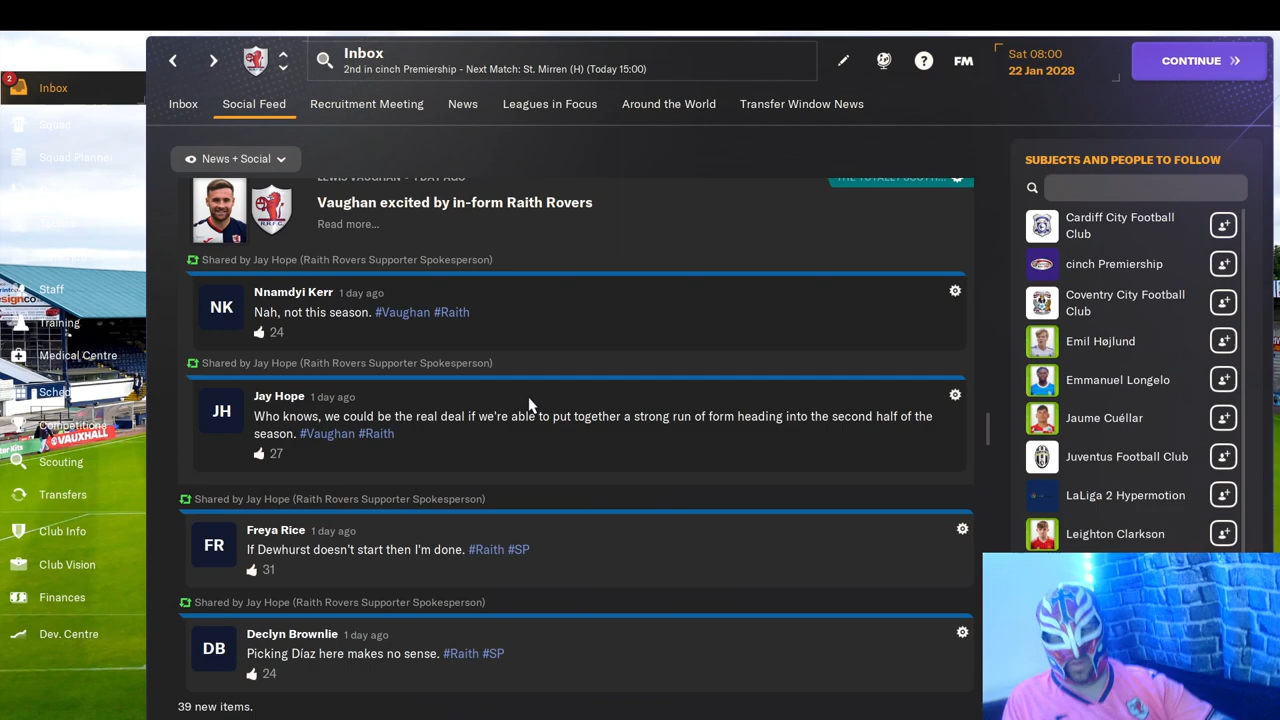 Inbox
2nd in cinch Premiership - Next Match: St. Mirren (H) (Today 15:00)
?
FM
Sat 08:00
22 Jan 2028
CONTINUE
2
Inbox
Squad
Squad Planner
Staff
Training
Medical Centre
Sched
Competitions
Scouting
Transfers
Club Info
Club Vision
Finances
Dev. Centre
VAUXHALL
Inbox
Social Feed
Recruitment Meeting
News
Leagues in Focus
Around the World
Transfer Window News
News + Social
Vaughan excited by in-form Raith Rovers
Read more...
Shared by Jay Hope (Raith Rovers Supporter Spokesperson)
NK
Nnamdyi Kerr 1 day ago
Nah, not this season. #Vaughan #Raith
24
Shared by Jay Hope (Raith Rovers Supporter Spokesperson)
JH
Jay Hope 1 day ago
Who knows, we could be the real deal if we're able to put together a strong run of form heading into the second half of the
season. #Vaughan #Raith
27
Shared by Jay Hope (Raith Rovers Supporter Spokesperson)
FR
Freya Rice 1 day ago
If Dewhurst doesn't start then I'm done. #Raith #SP
31
Shared by Jay Hope (Raith Rovers Supporter Spokesperson)
DB
Declyn Brownlie 1 day ago
Picking Díaz here makes no sense. #Raith #SP
24
39 new items.
SUBJECTS AND PEOPLE TO FOLLOW
Cardiff City Football
Club
cinch Premiership
Coventry City Football
Club
Emil Højlund
Emmanuel Longelo
Jaume Cuéllar
Juventus Football Club
LaLiga 2 Hypermotion
Leighton Clarkson